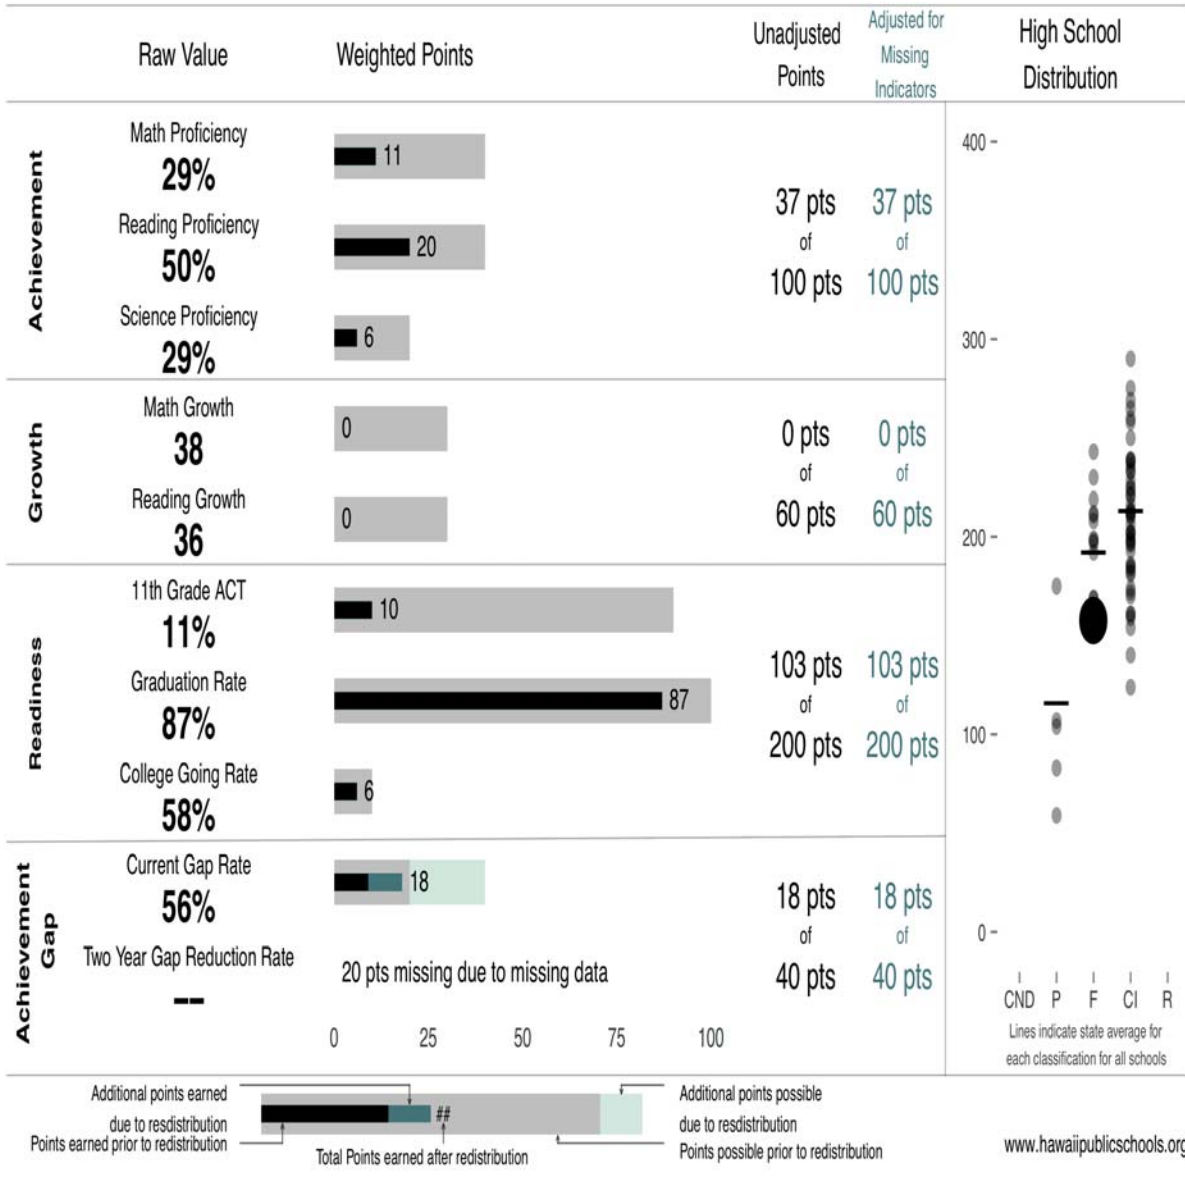 Raw Value
Weighted Points
Unadjusted
Points
Adjusted for
Missing
Indicators
High School
Distribution
Achievement
Math Proficiency
29%
11
Reading Proficiency
50%
20
Science Proficiency
29%
6
37 pts
of
100 pts
37 pts
of
100 pts
Growth
Math Growth
38
0
Reading Growth
36
0
0 pts
of
60 pts
0 pts
of
60 pts
Readiness
11th Grade ACT
11%
10
Graduation Rate
87%
87
College Going Rate
58%
6
103 pts
of
200 pts
103 pts
of
200 pts
Achievement
Gap
Current Gap Rate
56%
18
Two Year Gap Reduction Rate
--
20 pts missing due to missing data
18 pts
of
40 pts
18 pts
of
40 pts
0 25 50 75 100
400
300
200
100
0
CND P F CI R
Lines indicate state average for
each classification for all schools
Additional points earned
due to resdistribution
Points earned prior to redistribution
##
Total Points earned after redistribution
Additional points possible
due to resdistribution
Points possible prior to redistribution
www.hawaiipublicschools.org